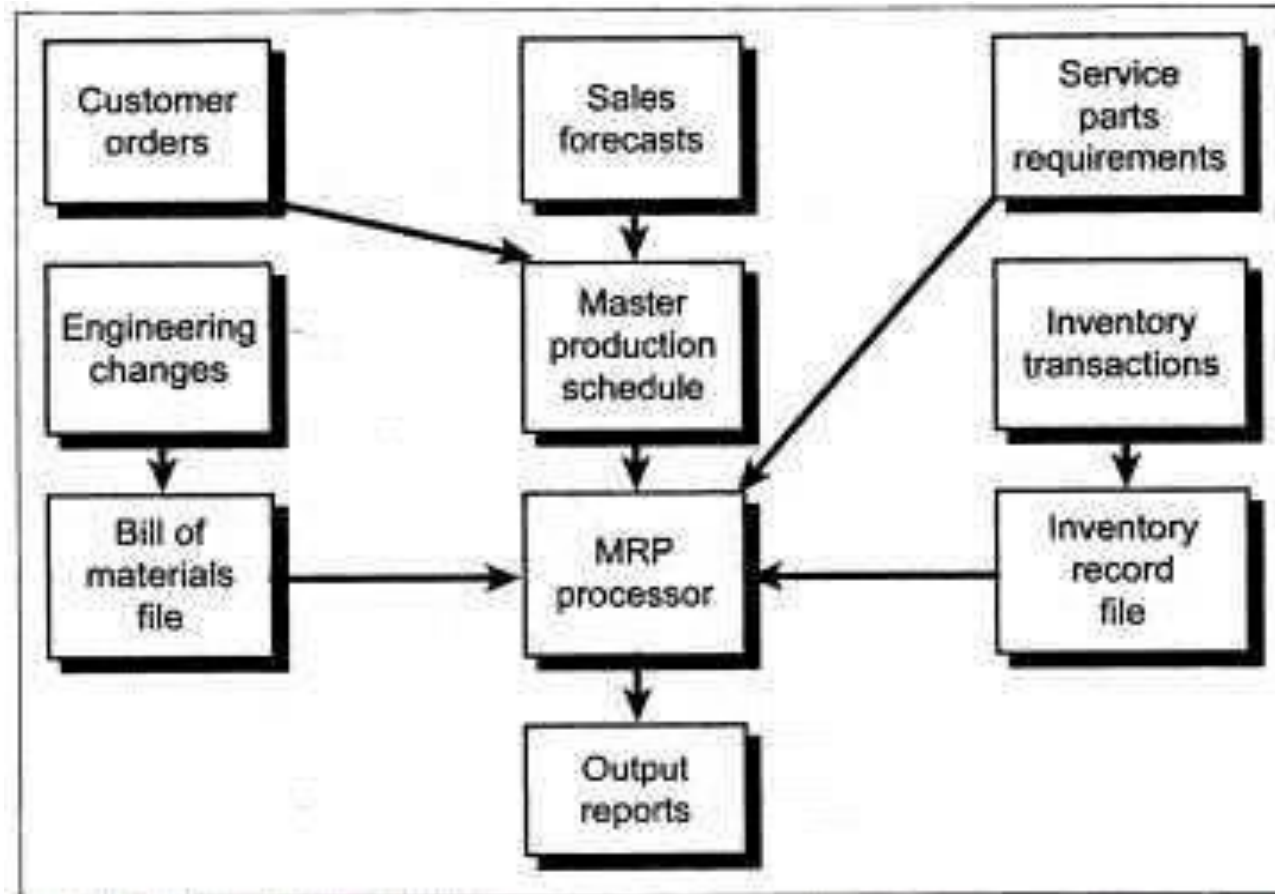 Customer
orders
Sales
forecasts
Service
parts
requirements
Engineering
changes
Master
production
schedule
Inventory
transactions
Bill of
materials
file
MRP
processor
Inventory
record
file
Output
reports